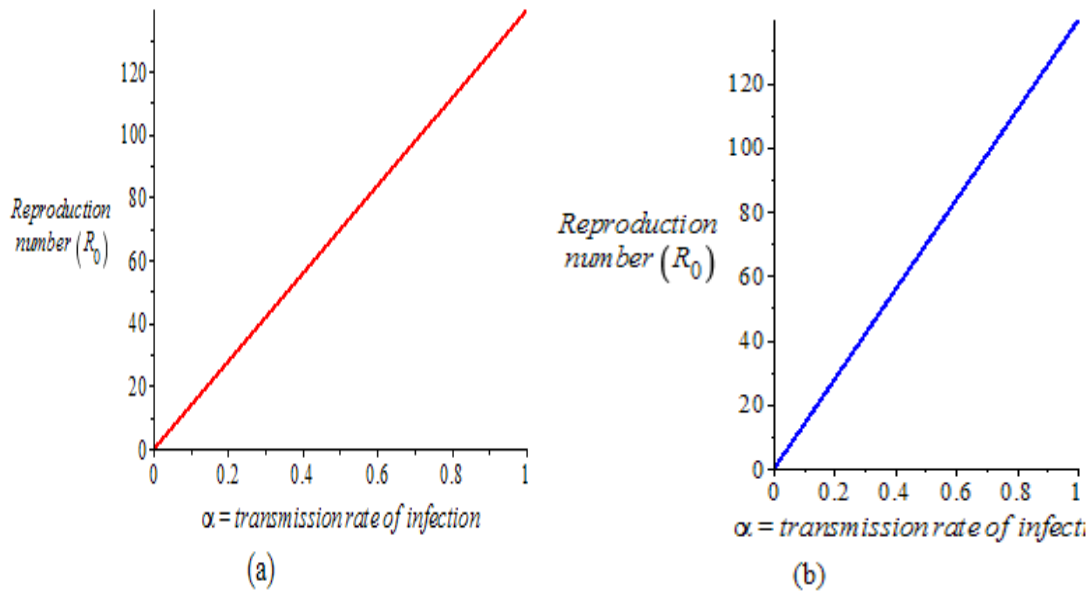 120
100
80
60
40
20
0
Reproduction
number (R₀)
0 0.2 0.4 0.6 0.8 1
α = transmission rate of infection
(a)
120
100
80
60
40
20
0
Reproduction
number (R₀)
0 0.2 0.4 0.6 0.8 1
α = transmission rate of infecti
(b)